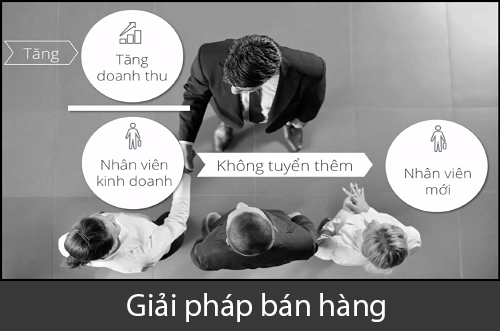 Tăng
Tăng
doanh thu
Nhân viên
kinh doanh
Không tuyển thêm
Nhân viên
mới
Giải pháp bán hàng